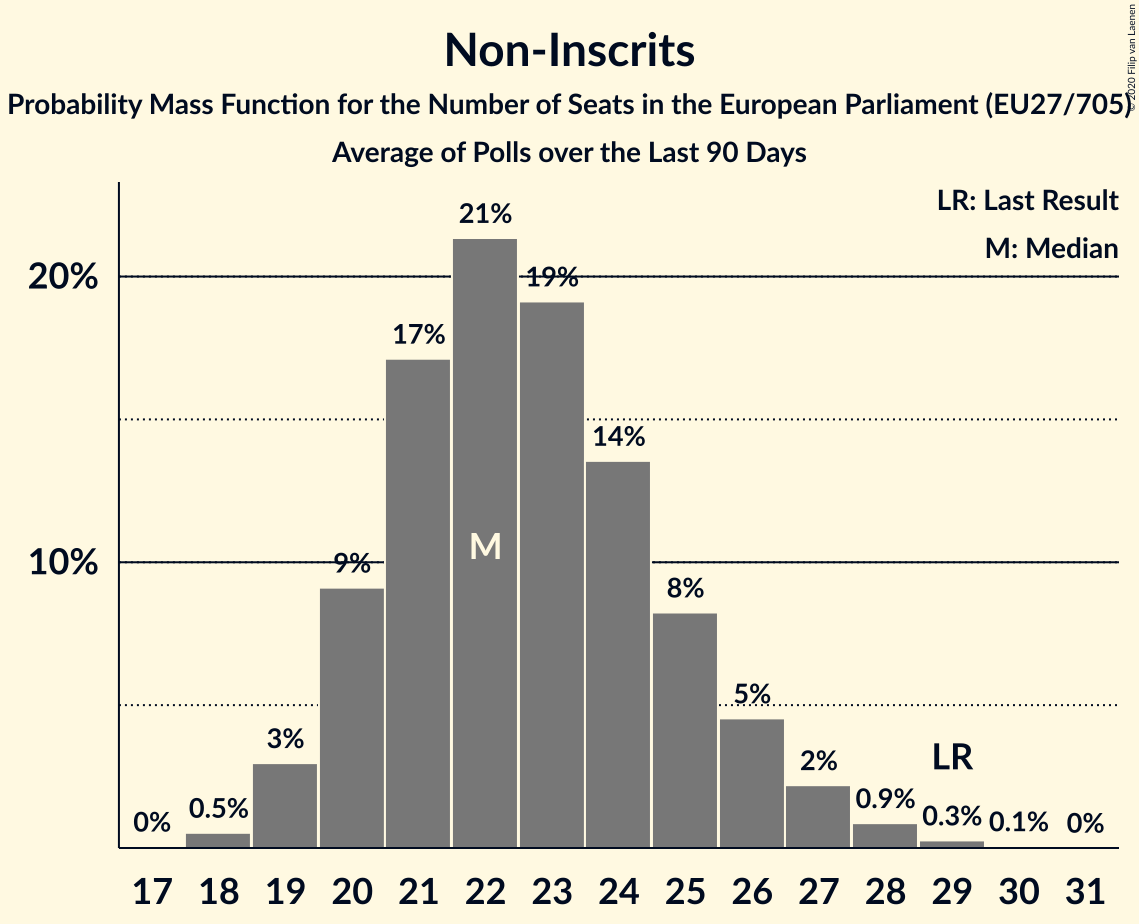 Non-Inscrits
Probability Mass Function for the Number of Seats in the European Parliament (EU27/705)
Average of Polls over the Last 90 Days
© 2020 Filip van Laenen
LR: Last Result
M: Median
20%
10%
0%
0.5%
3%
9%
17%
21%
19%
14%
8%
5%
2%
0.9%
0.3%
0.1%
0%
M
LR
17 18 19 20 21 22 23 24 25 26 27 28 29 30 31